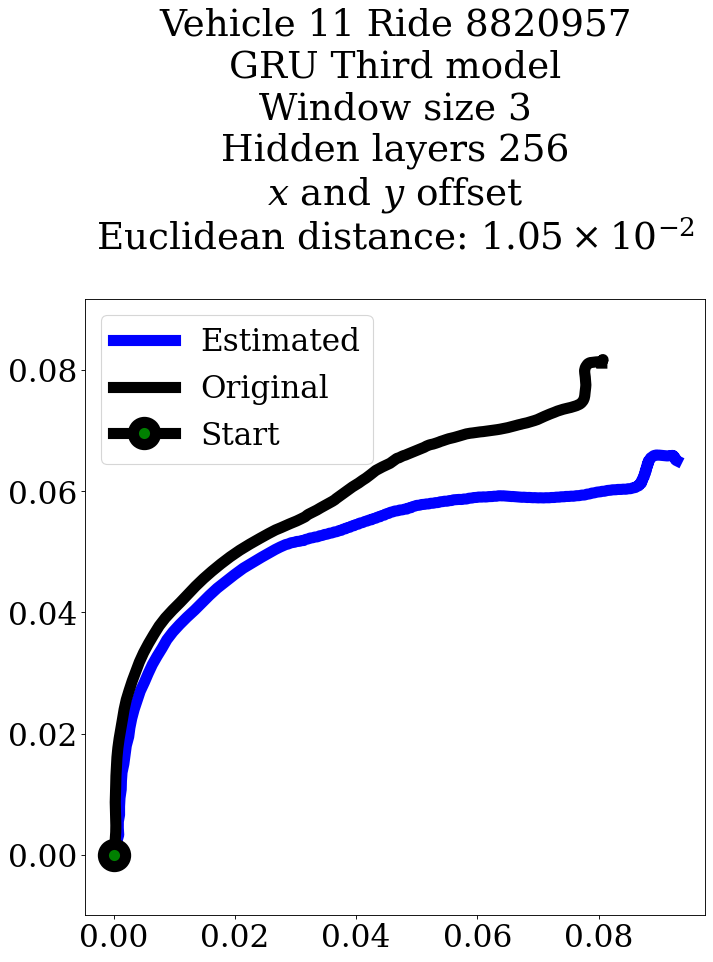 Vehicle 11 Ride 8820957
GRU Third model
Window size 3
Hidden layers 256
x and y offset
Euclidean distance: 1.05 × 10⁻²
Estimated
Original
Start
0.08
0.06
0.04
0.02
0.00
0.00 0.02 0.04 0.06 0.08